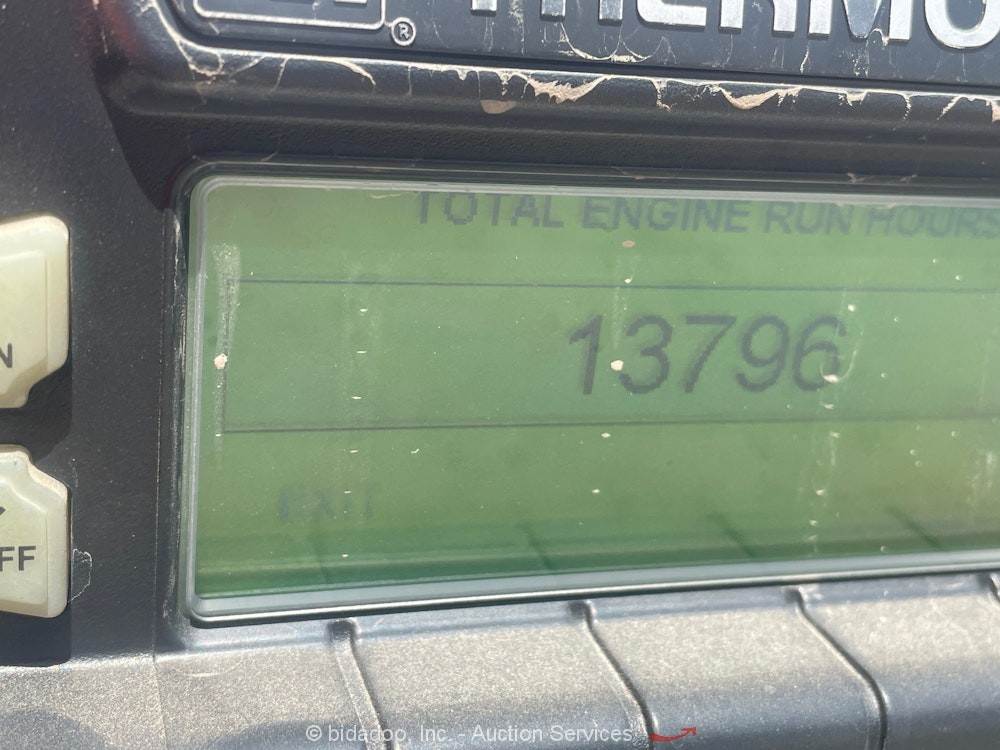 ® THERMO
TOTAL ENGINE RUN HOURS
13796
N
EXIT
FF
© bidadoo, Inc. - Auction Services